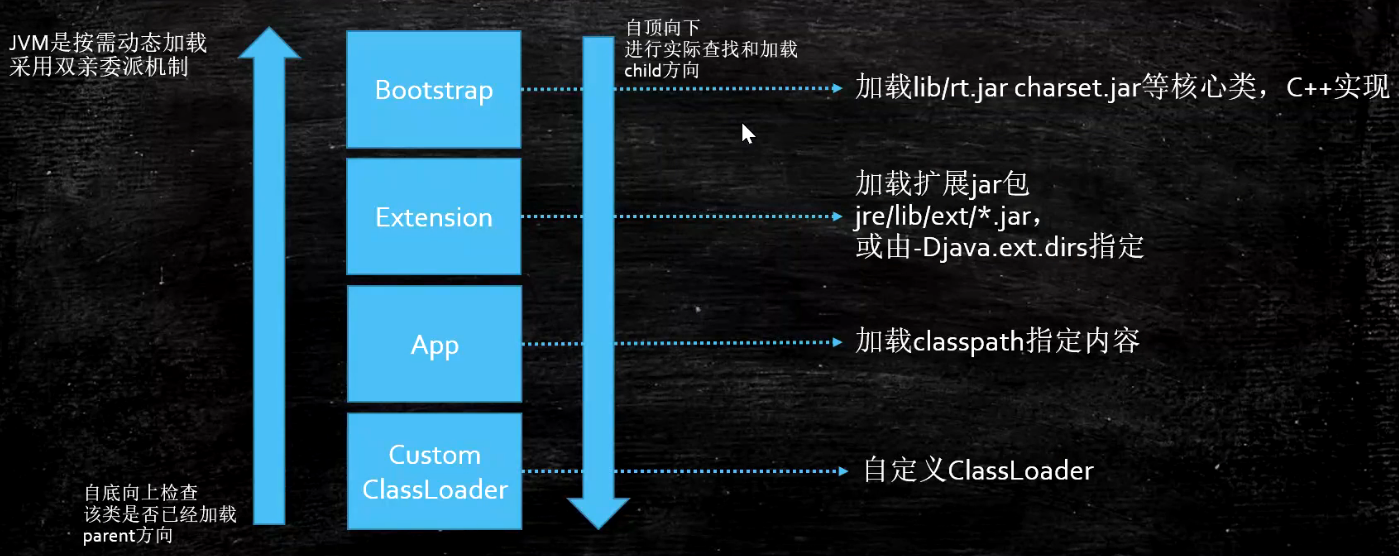 JVM是按需动态加载
采用双亲委派机制
自顶向下
进行实际查找和加载
child方向
Bootstrap
加载lib/rt.jar charset.jar等核心类，C++实现
Extension
加载扩展jar包
jre/lib/ext/*.jar，
或由-Djava.ext.dirs指定
App
加载classpath指定内容
Custom
ClassLoader
自定义ClassLoader
自底向上检查
该类是否已经加载
parent方向